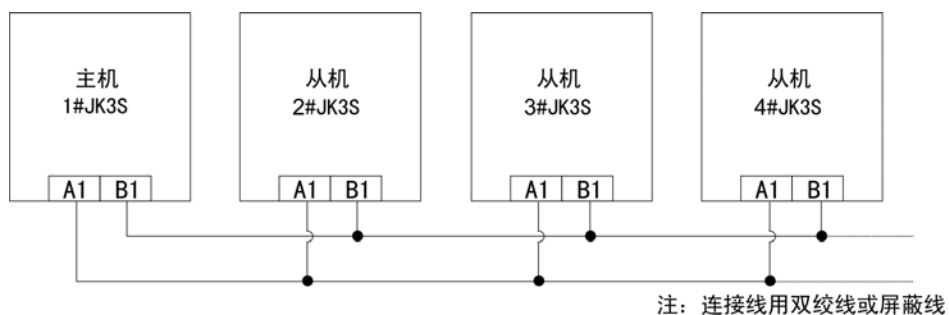 主机
1#JK3S
A1 B1
从机
2#JK3S
A1 B1
从机
3#JK3S
A1 B1
从机
4#JK3S
A1 B1
注：连接线用双绞线或屏蔽线